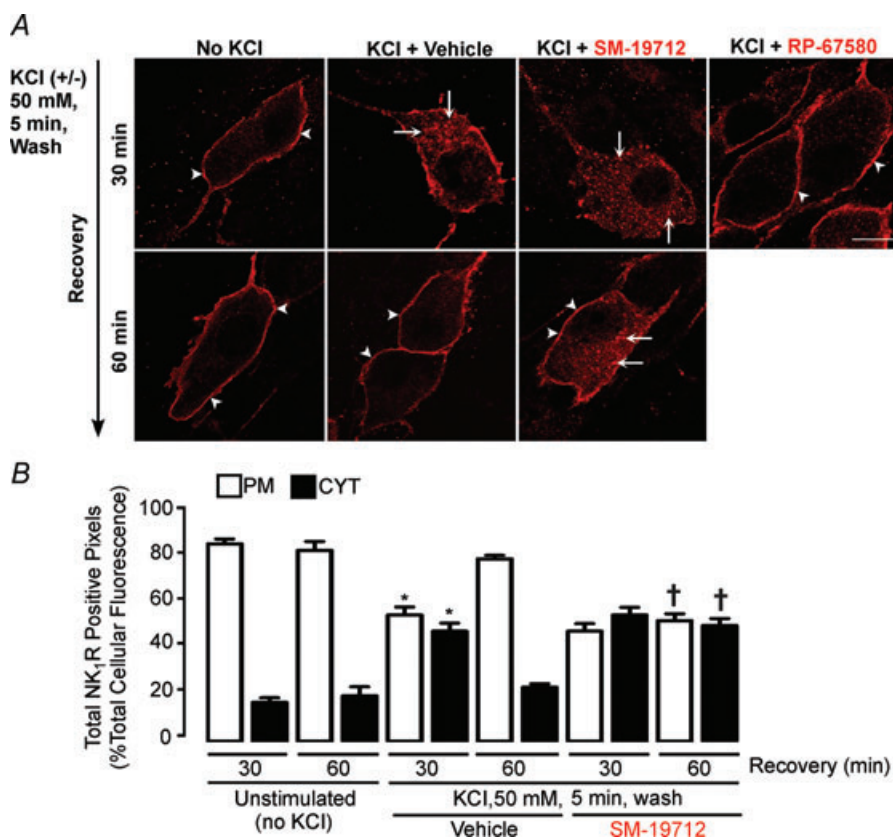 A
No KCl
KCl + Vehicle
KCl + SM-19712
KCl + RP-67580
KCl (+/-)
50 mM,
5 min,
Wash
Recovery
30 min
60 min
B
PM
CYT
Total NK1R Positive Pixels
(%Total Cellular Fluorescence)
100
80
60
40
20
0
* * † †
30 60 30 60 30 60 Recovery (min)
Unstimulated
(no KCl)
KCl,50 mM, 5 min, wash
Vehicle
SM-19712